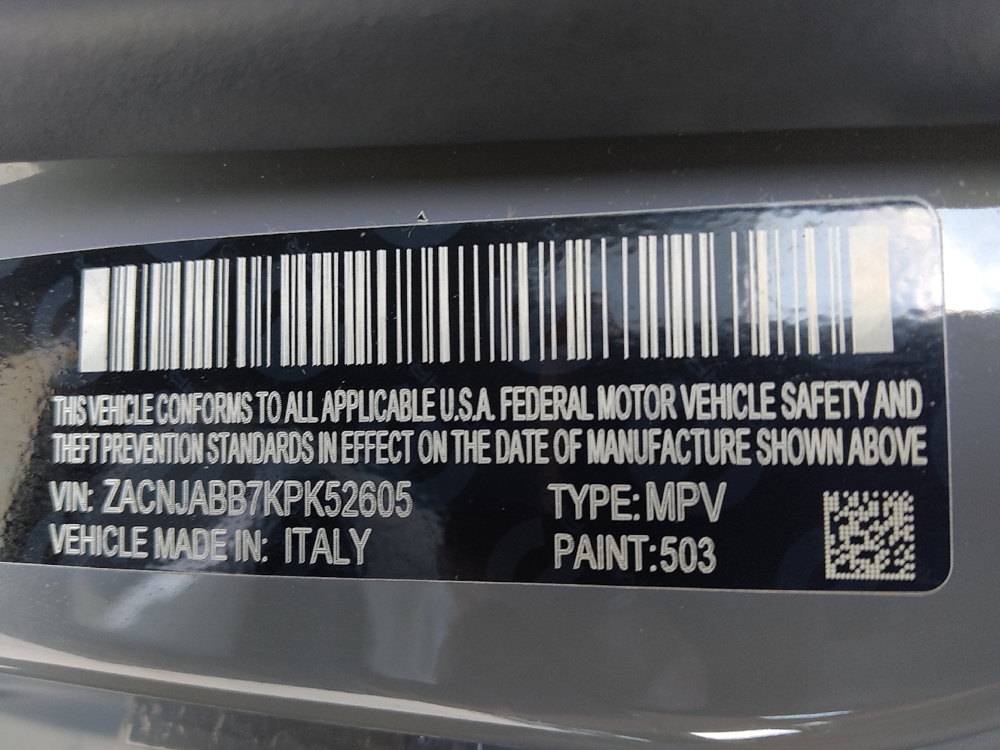 THIS VEHICLE CONFORMS TO ALL APPLICABLE U.S.A. FEDERAL MOTOR VEHICLE SAFETY AND
THEFT PREVENTION STANDARDS IN EFFECT ON THE DATE OF MANUFACTURE SHOWN ABOVE
VIN: ZACNJABB7KPK52605 TYPE: MPV
VEHICLE MADE IN: ITALY PAINT:503